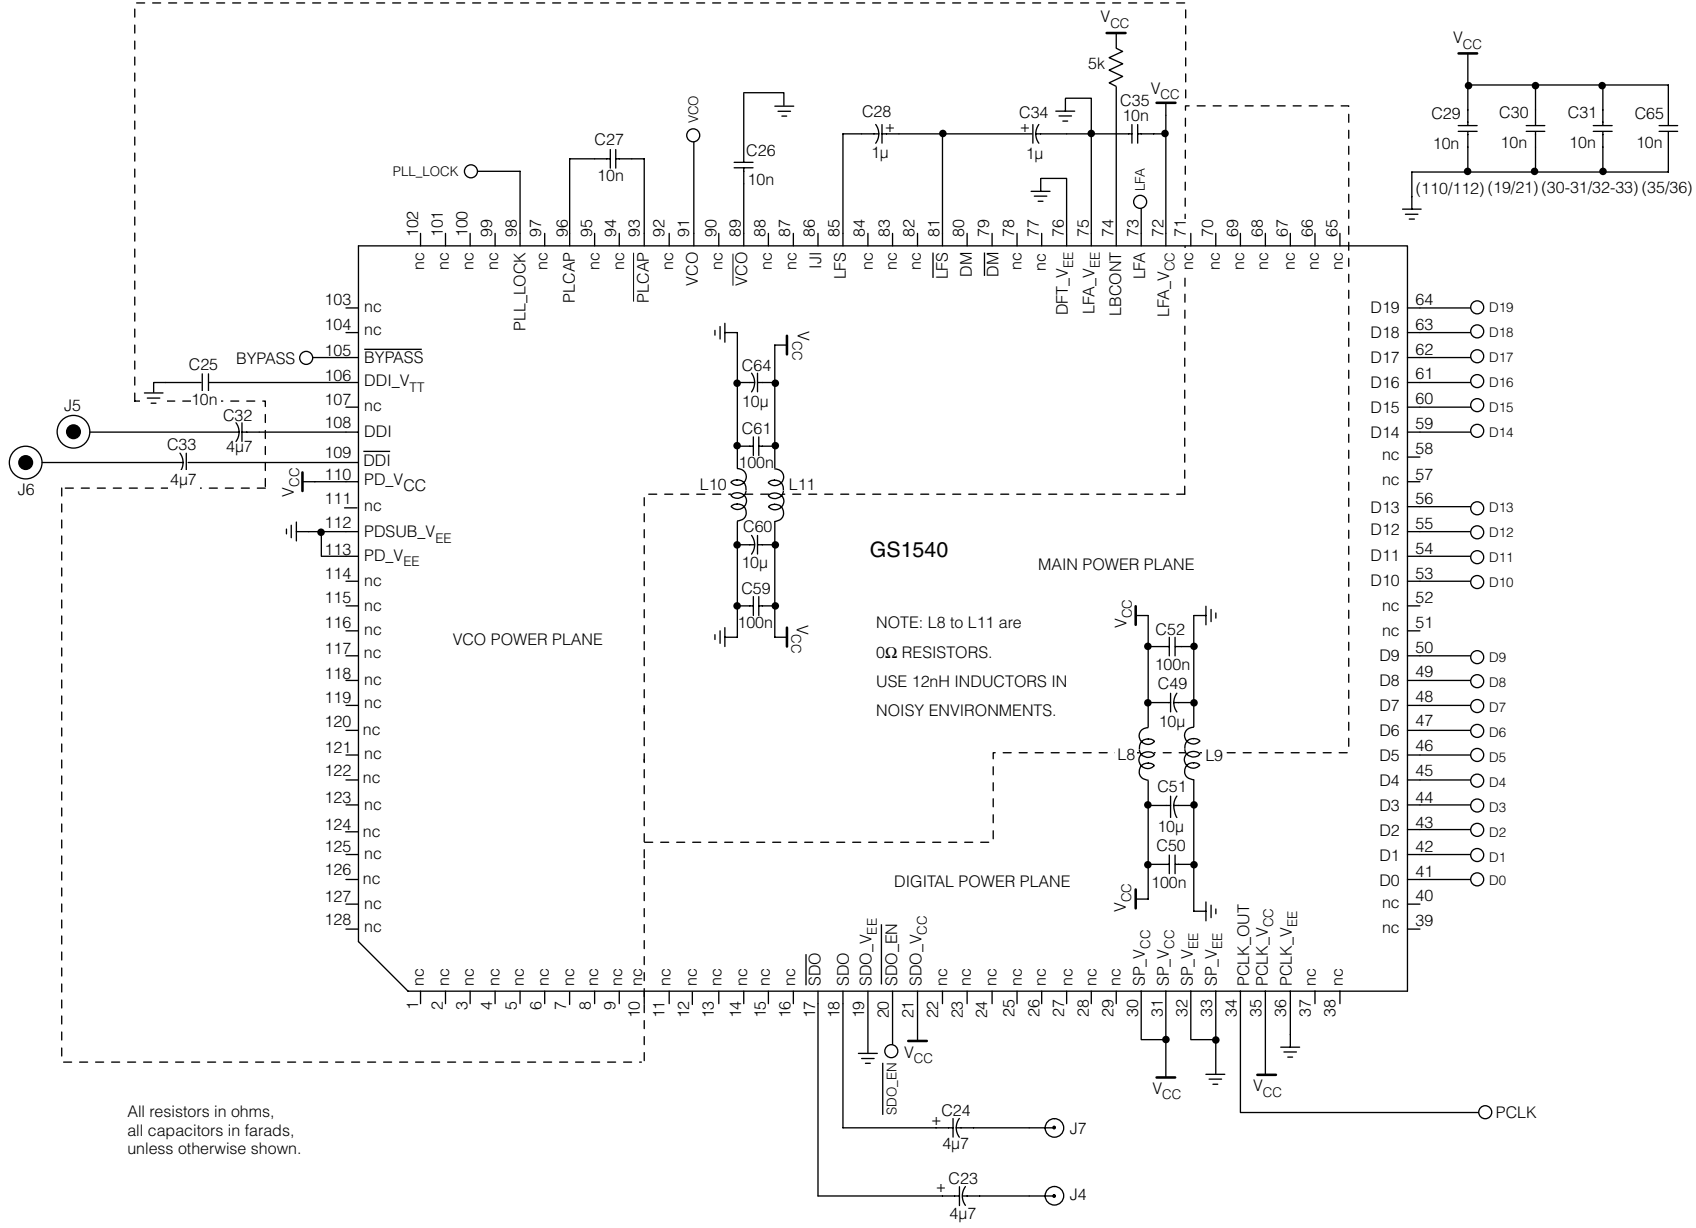 VCC
5k
VCC
VCC
C29
10n
C30
10n
C31
10n
C65
10n
(110/112) (19/21) (30-31/32-33) (35/36)
PLL_LOCK
C27
10n
VCO
C26
10n
C28
+
1µ
C34
+
1µ
C35
10n
LFA
102 101 100 99 98 97 96 95 94 93 92 91 90 89 88 87 86 85 84 83 82 81 80 79 78 77 76 75 74 73 72 71 70 69 68 67 66 65
nc nc nc nc PLL_LOCK nc PLCAP nc nc PLCAP nc VCO nc VCO nc nc IJI LFS nc nc nc LFS DM DM nc nc DFT_VEE LFA_VEE LBCONT LFA LFA_VCC nc nc nc nc nc nc nc
103 nc
104 nc
BYPASS 105 BYPASS
C25
10n
106 DDI_VTT
107 nc
J5
C32
4µ7
108 DDI
J6
C33
4µ7
109 DDI
VCC 110 PD_VCC
111 nc
112 PDSUB_VEE
113 PD_VEE
114 nc
115 nc
116 nc
117 nc
118 nc
119 nc
120 nc
121 nc
122 nc
123 nc
124 nc
125 nc
126 nc
127 nc
128 nc
VCC
C64
10µ
C61
100n
L10 L11
C60
10µ
C59
100n
VCC
GS1540
VCO POWER PLANE
MAIN POWER PLANE
NOTE: L8 to L11 are
0Ω RESISTORS.
USE 12nH INDUCTORS IN
NOISY ENVIRONMENTS.
VCC
C52
100n
C49
10µ
L8 L9
C51
10µ
C50
100n
VCC
DIGITAL POWER PLANE
D19 64 D19
D18 63 D18
D17 62 D17
D16 61 D16
D15 60 D15
D14 59 D14
nc 58
nc 57
D13 56 D13
D12 55 D12
D11 54 D11
D10 53 D10
nc 52
nc 51
D9 50 D9
D8 49 D8
D7 48 D7
D6 47 D6
D5 46 D5
D4 45 D4
D3 44 D3
D2 43 D2
D1 42 D1
D0 41 D0
nc 40
nc 39
nc nc nc nc nc nc nc nc nc nc nc nc nc nc nc nc SDO SDO SDO_VEE SDO_EN SDO_VCC nc nc nc nc nc nc nc nc SP_VCC SP_VCC SP_VEE SP_VEE PCLK_OUT PCLK_VCC PCLK_VEE nc nc
1 2 3 4 5 6 7 8 9 10 11 12 13 14 15 16 17 18 19 20 21 22 23 24 25 26 27 28 29 30 31 32 33 34 35 36 37 38
VCC
SDO_EN
VCC
VCC
PCLK
+
C24
4µ7
J7
+
C23
4µ7
J4
All resistors in ohms,
all capacitors in farads,
unless otherwise shown.